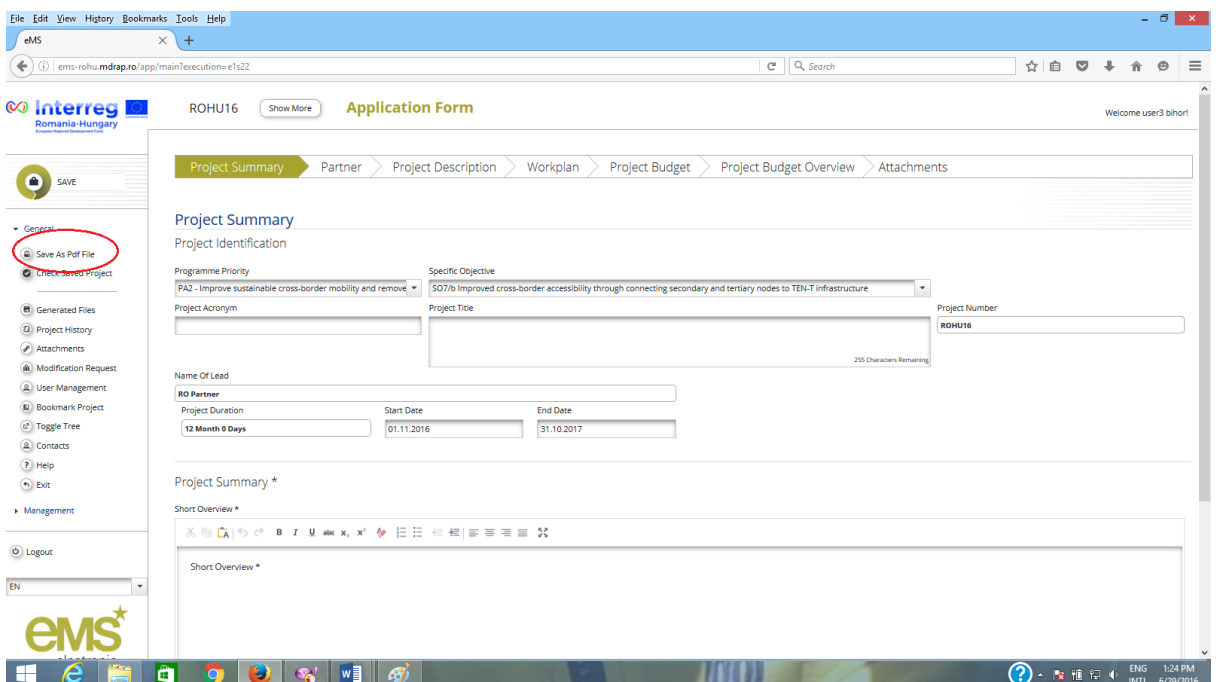 File Edit View History Bookmarks Tools Help
eMS
ems-rohu.mdrap.ro/app/main?execution=e1s22
Search
Interreg
Romania-Hungary
European Regional Development Fund
ROHU16 Show More Application Form
Welcome user3 bihor!
SAVE
Project Summary Partner Project Description Workplan Project Budget Project Budget Overview Attachments
General
Save As Pdf File
Check Saved Project
Generated Files
Project History
Attachments
Modification Request
User Management
Bookmark Project
Toggle Tree
Contacts
Help
Exit
Management
Logout
EN
eMS
electronic
Project Summary
Project Identification
Programme Priority Specific Objective
PA2 - Improve sustainable cross-border mobility and remove SO7/b Improved cross-border accessibility through connecting secondary and tertiary nodes to TEN-T infrastructure
Project Acronym Project Title Project Number
ROHU16
255 Characters Remaining
Name Of Lead
RO Partner
Project Duration Start Date End Date
12 Month 0 Days 01.11.2016 31.10.2017
Project Summary *
Short Overview *
B I U abc x, x²
Short Overview *
ENG 1:24 PM
INTL 6/29/2016